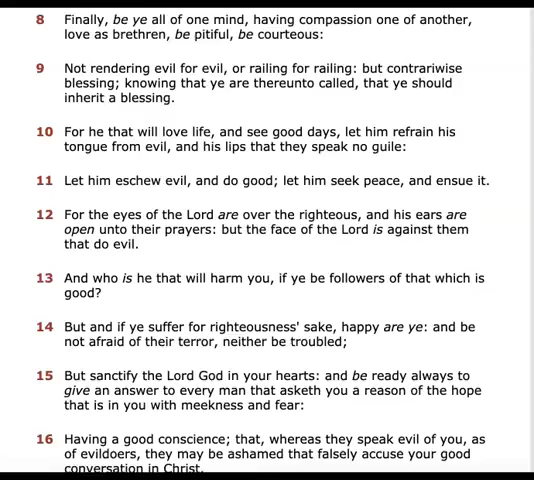 8 Finally, be ye all of one mind, having compassion one of another,
love as brethren, be pitiful, be courteous:
9 Not rendering evil for evil, or railing for railing: but contrariwise
blessing; knowing that ye are thereunto called, that ye should
inherit a blessing.
10 For he that will love life, and see good days, let him refrain his
tongue from evil, and his lips that they speak no guile:
11 Let him eschew evil, and do good; let him seek peace, and ensue it.
12 For the eyes of the Lord are over the righteous, and his ears are
open unto their prayers: but the face of the Lord is against them
that do evil.
13 And who is he that will harm you, if ye be followers of that which is
good?
14 But and if ye suffer for righteousness' sake, happy are ye: and be
not afraid of their terror, neither be troubled;
15 But sanctify the Lord God in your hearts: and be ready always to
give an answer to every man that asketh you a reason of the hope
that is in you with meekness and fear:
16 Having a good conscience; that, whereas they speak evil of you, as
of evildoers, they may be ashamed that falsely accuse your good
conversation in Christ.